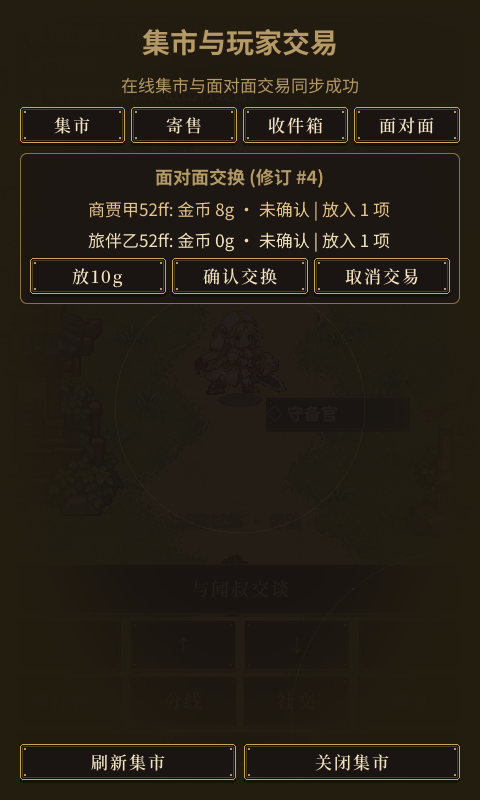 集市与玩家交易
在线集市与面对面交易同步成功
集市 寄售 收件箱 面对面
面对面交换 (修订 #4)
商贾甲52ff: 金币 8g · 未确认 | 放入 1 项
旅伴乙52ff: 金币 0g · 未确认 | 放入 1 项
放10g 确认交换 取消交易
守备官
与闻叔交谈
刷新集市 关闭集市